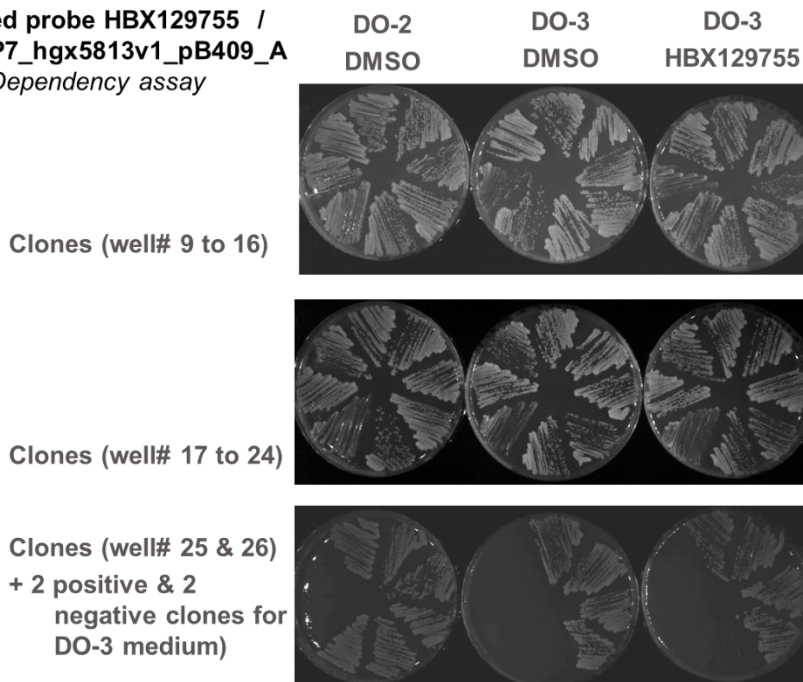 ed probe HBX129755 /
P7_hgx5813v1_pB409_A
Dependency assay
DO-2
DMSO
DO-3
DMSO
DO-3
HBX129755
Clones (well# 9 to 16)
Clones (well# 17 to 24)
Clones (well# 25 & 26)
+ 2 positive & 2
negative clones for
DO-3 medium)